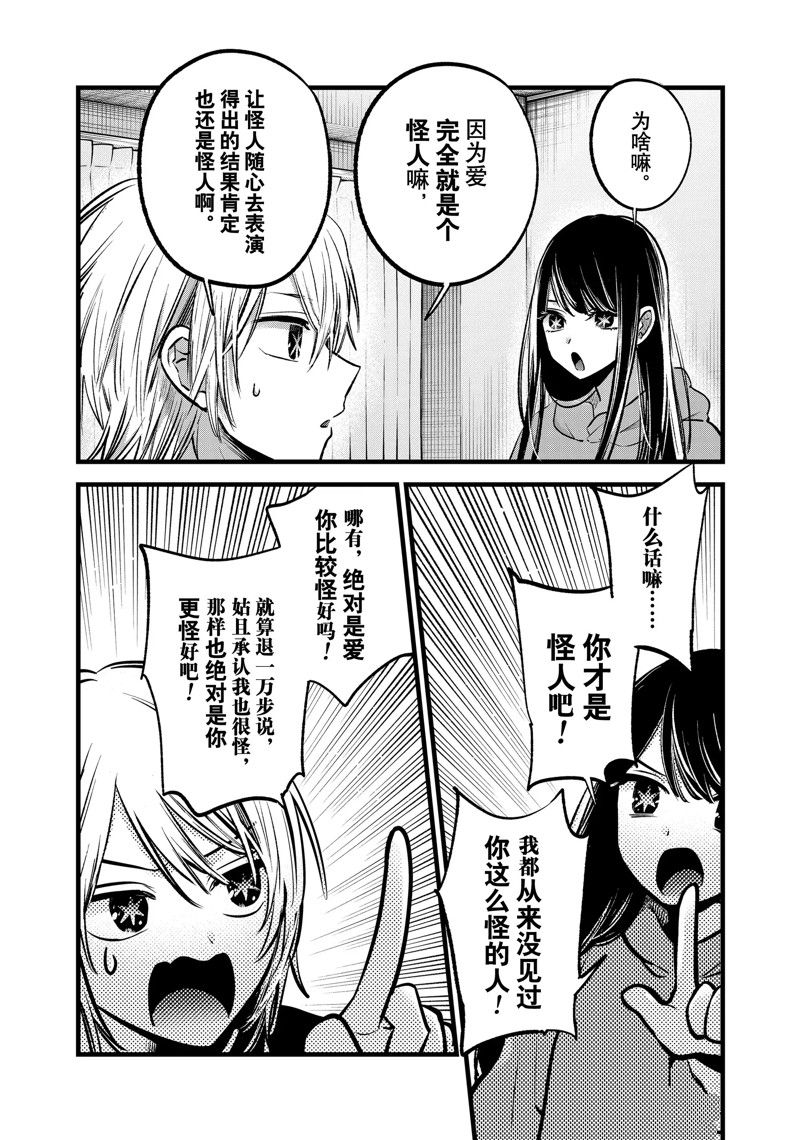 为啥嘛。
因为爱
完全就是个
怪人嘛，
让怪人随心去表演
得出的结果肯定
也还是怪人啊。
什么话嘛……
你才是
怪人吧！
我都从来没见过
你这么怪的人！
哪有，绝对是爱
你比较怪好吗！
就算退一万步说，
姑且承认我也很怪，
那样也绝对是你
更怪好吧！